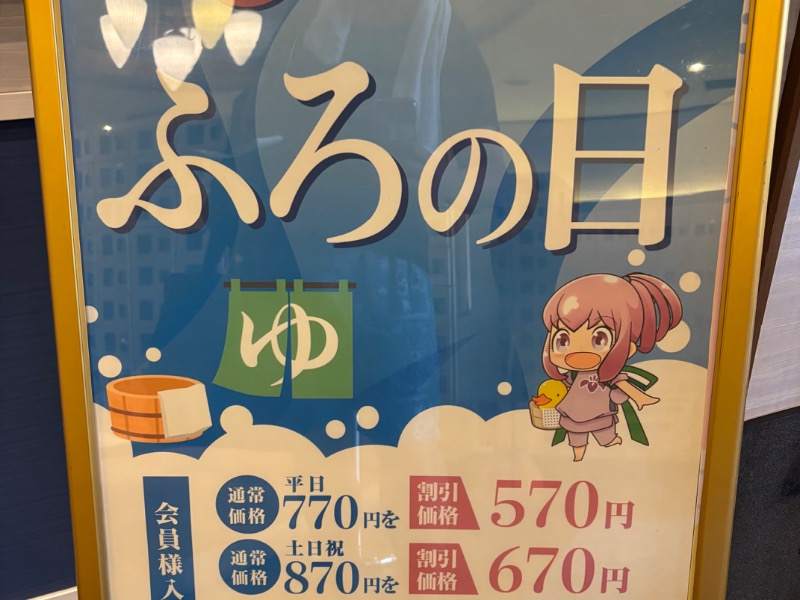 ふろの日
ゆ
会員様入
通常価格 平日 770円を 割引価格 570円
通常価格 土日祝 870円を 割引価格 670円